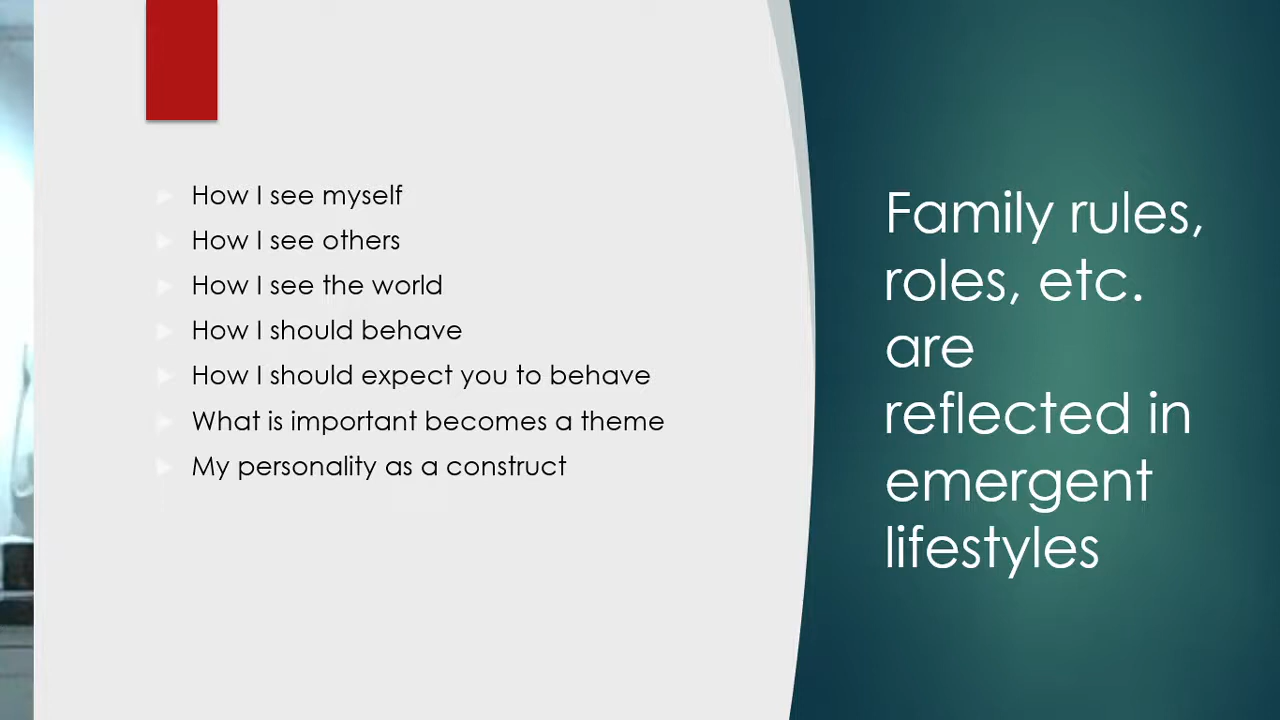 How I see myself
How I see others
How I see the world
How I should behave
How I should expect you to behave
What is important becomes a theme
My personality as a construct
Family rules,
roles, etc.
are
reflected in
emergent
lifestyles